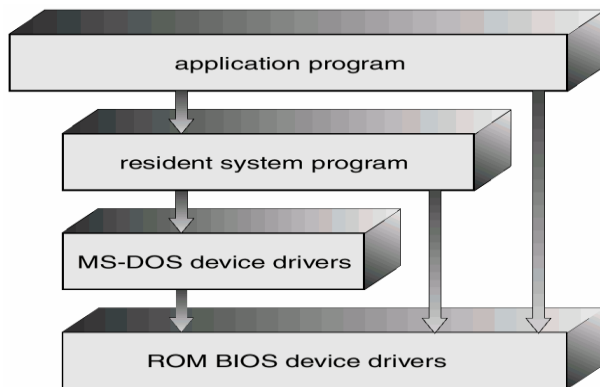 application program
resident system program
MS-DOS device drivers
ROM BIOS device drivers